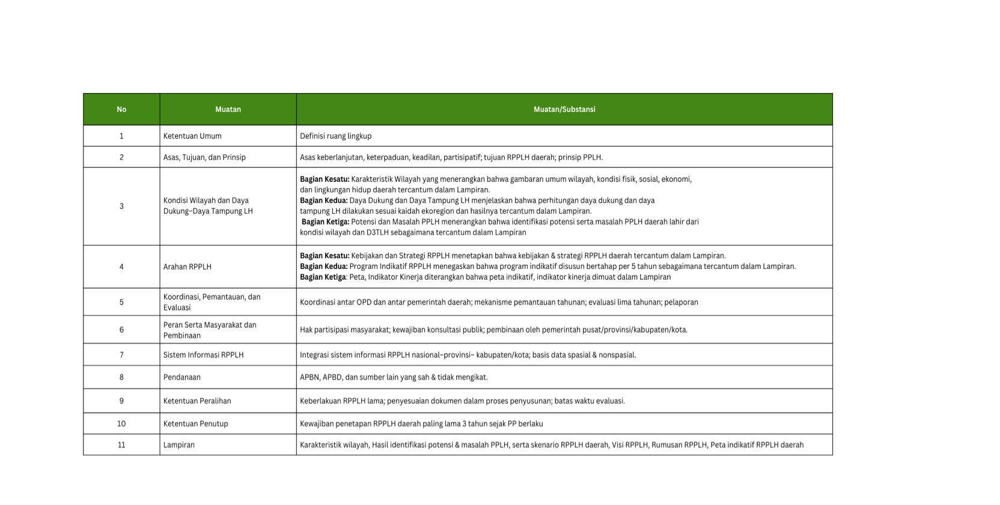 No
Muatan
Muatan/Substansi
1
Ketentuan Umum
Definisi ruang lingkup
2
Asas, Tujuan, dan Prinsip
Asas keberlanjutan, keterpaduan, keadilan, partisipatif; tujuan RPPLH daerah; prinsip PPLH.
3
Kondisi Wilayah dan Daya
Dukung–Daya Tampung LH
Bagian Kesatu: Karakteristik Wilayah yang menerangkan bahwa gambaran umum wilayah, kondisi fisik, sosial, ekonomi,
dan lingkungan hidup daerah tercantum dalam Lampiran.
Bagian Kedua: Daya Dukung dan Daya Tampung LH menjelaskan bahwa perhitungan daya dukung dan daya
tampung LH dilakukan sesuai kaidah ekoregion dan hasilnya tercantum dalam Lampiran.
Bagian Ketiga: Potensi dan Masalah PPLH menerangkan bahwa identifikasi potensi serta masalah PPLH daerah lahir dari
kondisi wilayah dan D3TLH sebagaimana tercantum dalam Lampiran
4
Arahan RPPLH
Bagian Kesatu: Kebijakan dan Strategi RPPLH menetapkan bahwa kebijakan & strategi RPPLH daerah tercantum dalam Lampiran.
Bagian Kedua: Program Indikatif RPPLH menegaskan bahwa program indikatif disusun bertahap per 5 tahun sebagaimana tercantum dalam Lampiran.
Bagian Ketiga: Peta, Indikator Kinerja diterangkan bahwa peta indikatif, indikator kinerja dimuat dalam Lampiran
5
Koordinasi, Pemantauan, dan
Evaluasi
Koordinasi antar OPD dan antar pemerintah daerah; mekanisme pemantauan tahunan; evaluasi lima tahunan; pelaporan
6
Peran Serta Masyarakat dan
Pembinaan
Hak partisipasi masyarakat; kewajiban konsultasi publik; pembinaan oleh pemerintah pusat/provinsi/kabupaten/kota.
7
Sistem Informasi RPPLH
Integrasi sistem informasi RPPLH nasional–provinsi– kabupaten/kota; basis data spasial & nonspasial.
8
Pendanaan
APBN, APBD, dan sumber lain yang sah & tidak mengikat.
9
Ketentuan Peralihan
Keberlakuan RPPLH lama; penyesuaian dokumen dalam proses penyusunan; batas waktu evaluasi.
10
Ketentuan Penutup
Kewajiban penetapan RPPLH daerah paling lama 3 tahun sejak PP berlaku
11
Lampiran
Karakteristik wilayah, Hasil identifikasi potensi & masalah PPLH, serta skenario RPPLH daerah, Visi RPPLH, Rumusan RPPLH, Peta indikatif RPPLH daerah